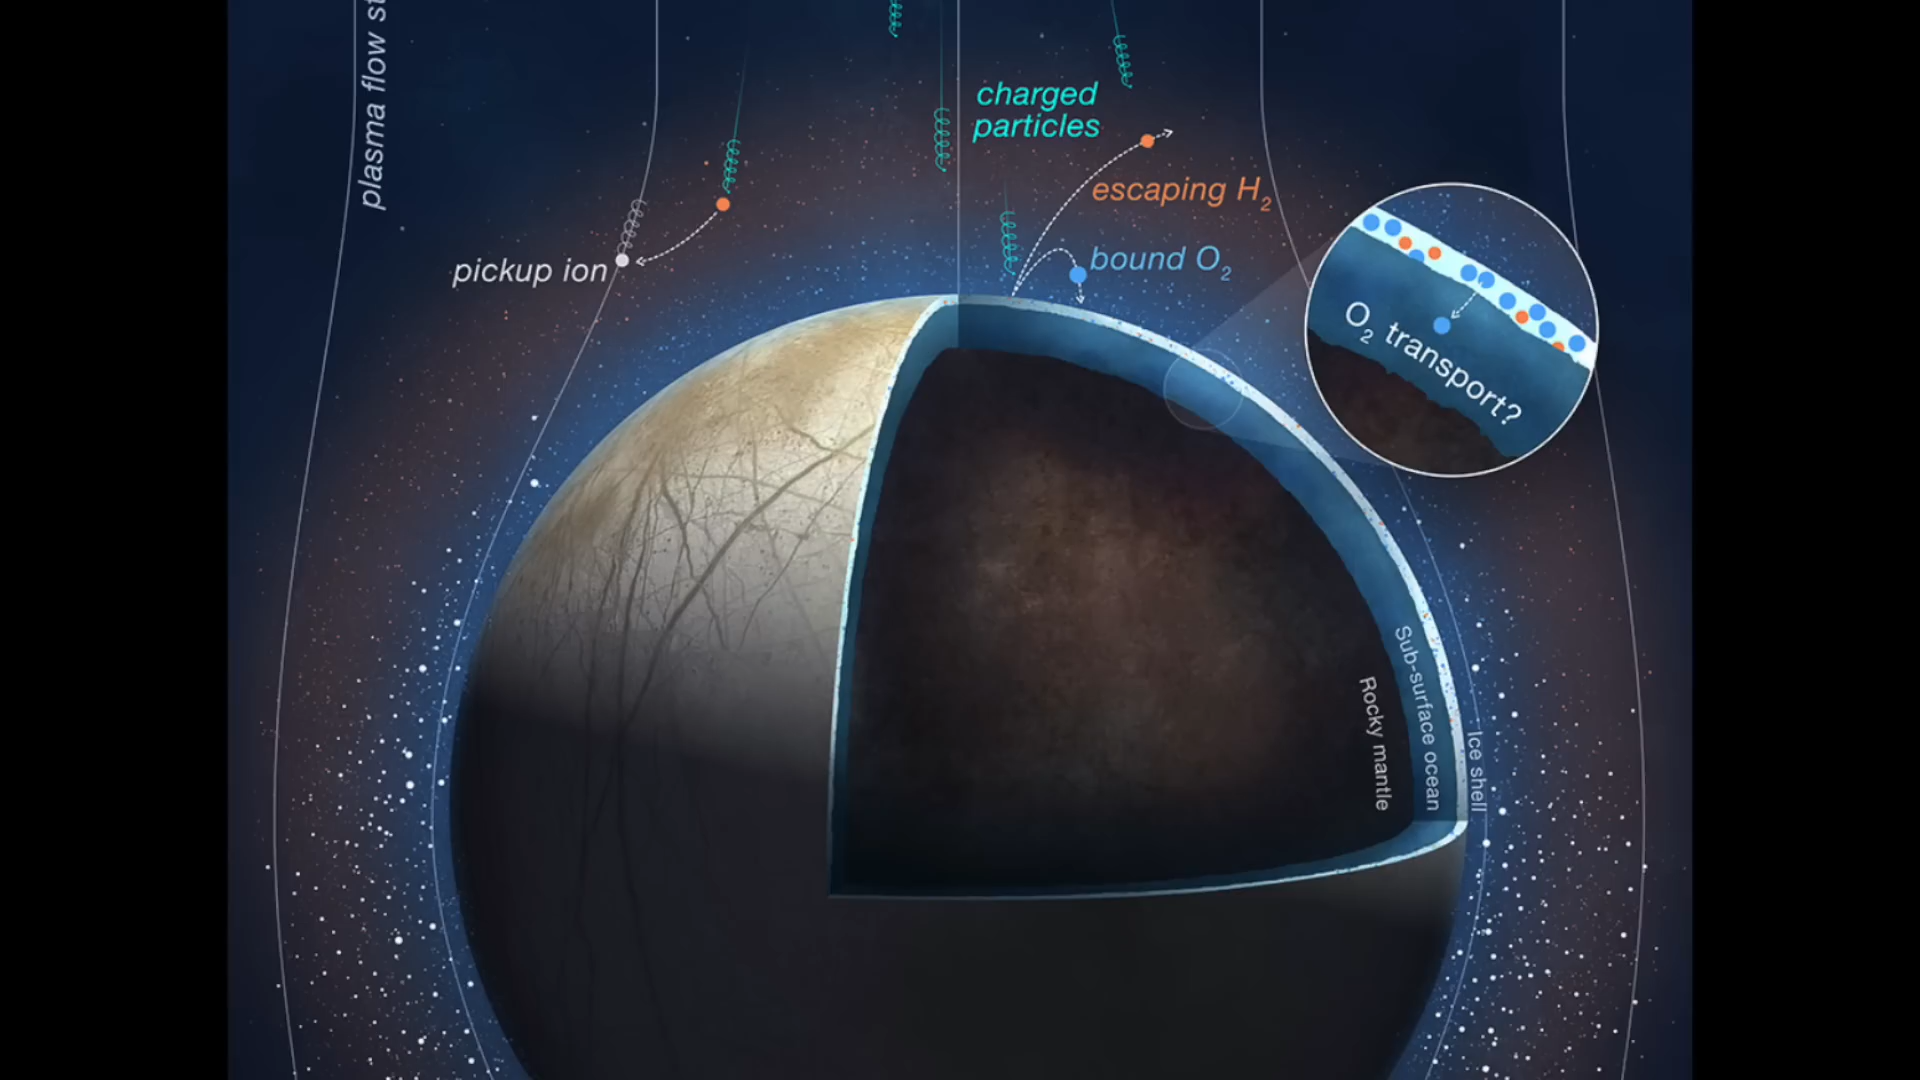 plasma flow
charged
particles
escaping H₂
bound O₂
pickup ion
O₂ transport?
Sub-surface ocean
Rocky mantle
Ice shell